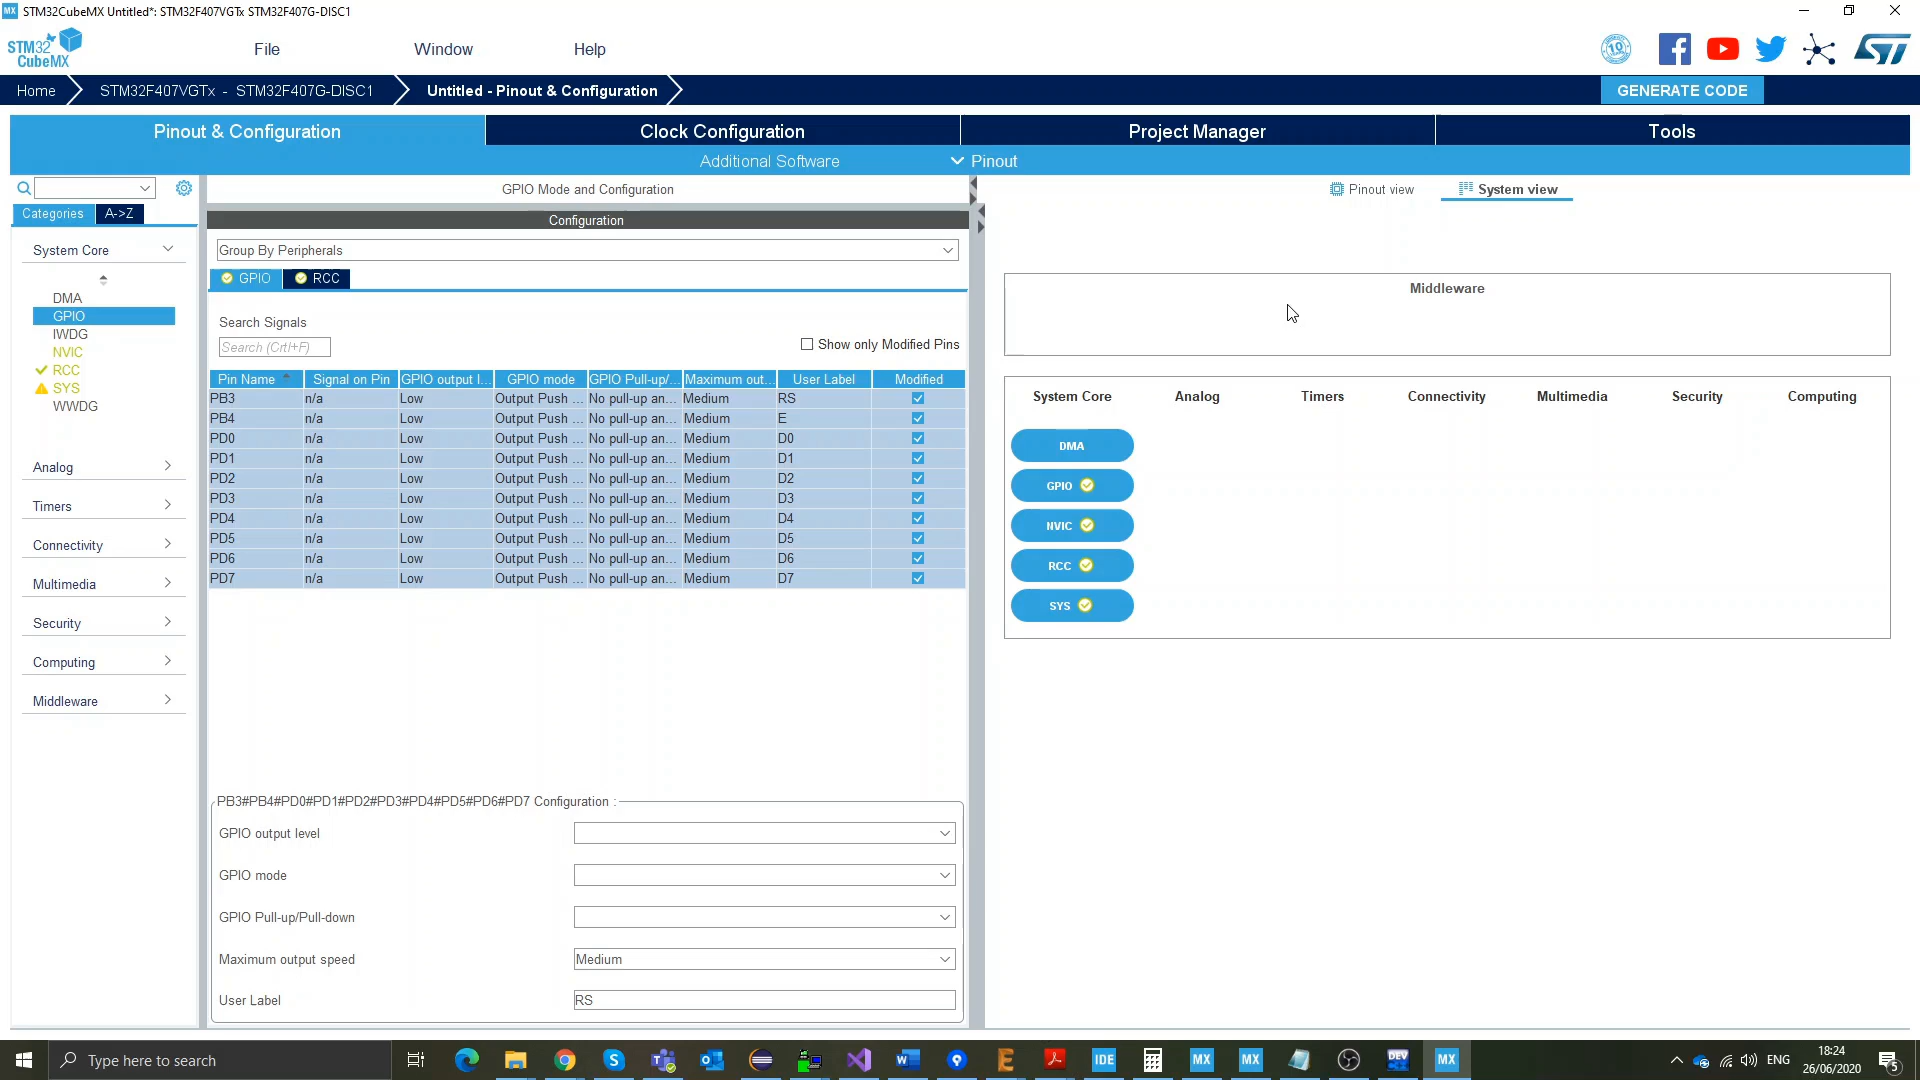 STM32CubeMX Untitled*: STM32F407VGTx STM32F407G-DISC1
STM32 CubeMX
File
Window
Help
10
Home
STM32F407VGTx - STM32F407G-DISC1
Untitled - Pinout & Configuration
GENERATE CODE
Pinout & Configuration
Clock Configuration
Project Manager
Tools
Additional Software
Pinout
GPIO Mode and Configuration
Pinout view
System view
Categories
A->Z
Configuration
System Core
Group By Peripherals
GPIO
RCC
DMA
GPIO
IWDG
NVIC
RCC
SYS
WWDG
Analog
Timers
Connectivity
Multimedia
Security
Computing
Middleware
Search Signals
Search (Crtl+F)
Show only Modified Pins
Pin Name Signal on Pin GPIO output l... GPIO mode GPIO Pull-up/... Maximum out... User Label Modified
PB3 n/a Low Output Push ... No pull-up an... Medium RS
PB4 n/a Low Output Push ... No pull-up an... Medium E
PD0 n/a Low Output Push ... No pull-up an... Medium D0
PD1 n/a Low Output Push ... No pull-up an... Medium D1
PD2 n/a Low Output Push ... No pull-up an... Medium D2
PD3 n/a Low Output Push ... No pull-up an... Medium D3
PD4 n/a Low Output Push ... No pull-up an... Medium D4
PD5 n/a Low Output Push ... No pull-up an... Medium D5
PD6 n/a Low Output Push ... No pull-up an... Medium D6
PD7 n/a Low Output Push ... No pull-up an... Medium D7
PB3#PB4#PD0#PD1#PD2#PD3#PD4#PD5#PD6#PD7 Configuration :
GPIO output level
GPIO mode
GPIO Pull-up/Pull-down
Maximum output speed Medium
User Label RS
Middleware
System Core Analog Timers Connectivity Multimedia Security Computing
DMA
GPIO
NVIC
RCC
SYS
Type here to search
IDE
MX
MX
DEV
MX
ENG
18:24
26/06/2020
5